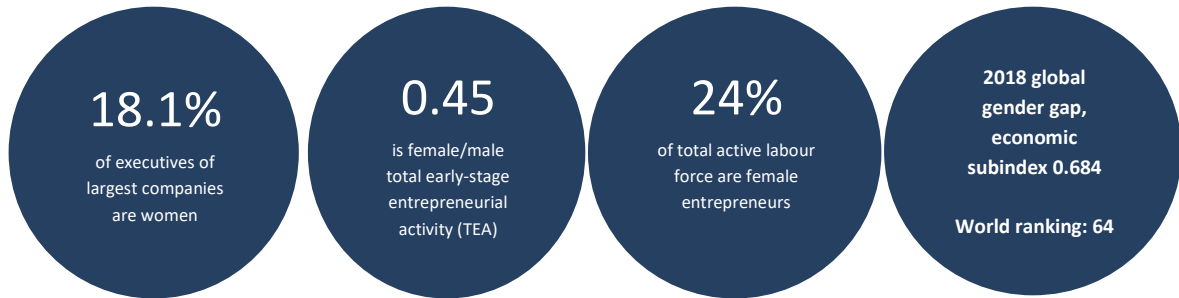 18.1%
of executives of
largest companies
are women
0.45
is female/male
total early-stage
entrepreneurial
activity (TEA)
24%
of total active labour
force are female
entrepreneurs
2018 global
gender gap,
economic
subindex 0.684
World ranking: 64